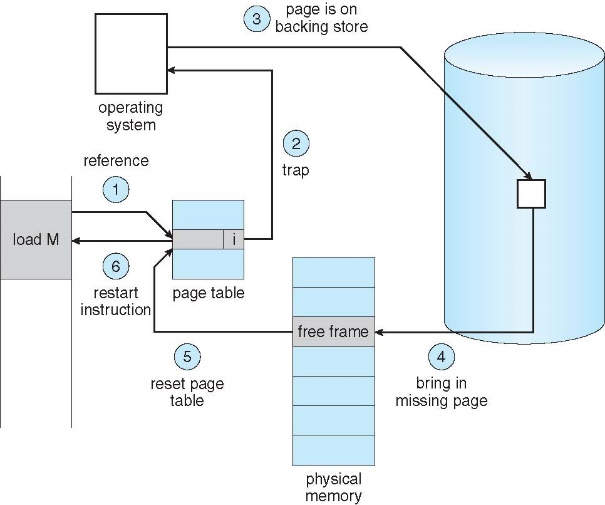 3
page is on
backing store
operating
system
2
trap
reference
1
load M
i
6
restart
instruction
page table
free frame
5
reset page
table
4
bring in
missing page
physical
memory